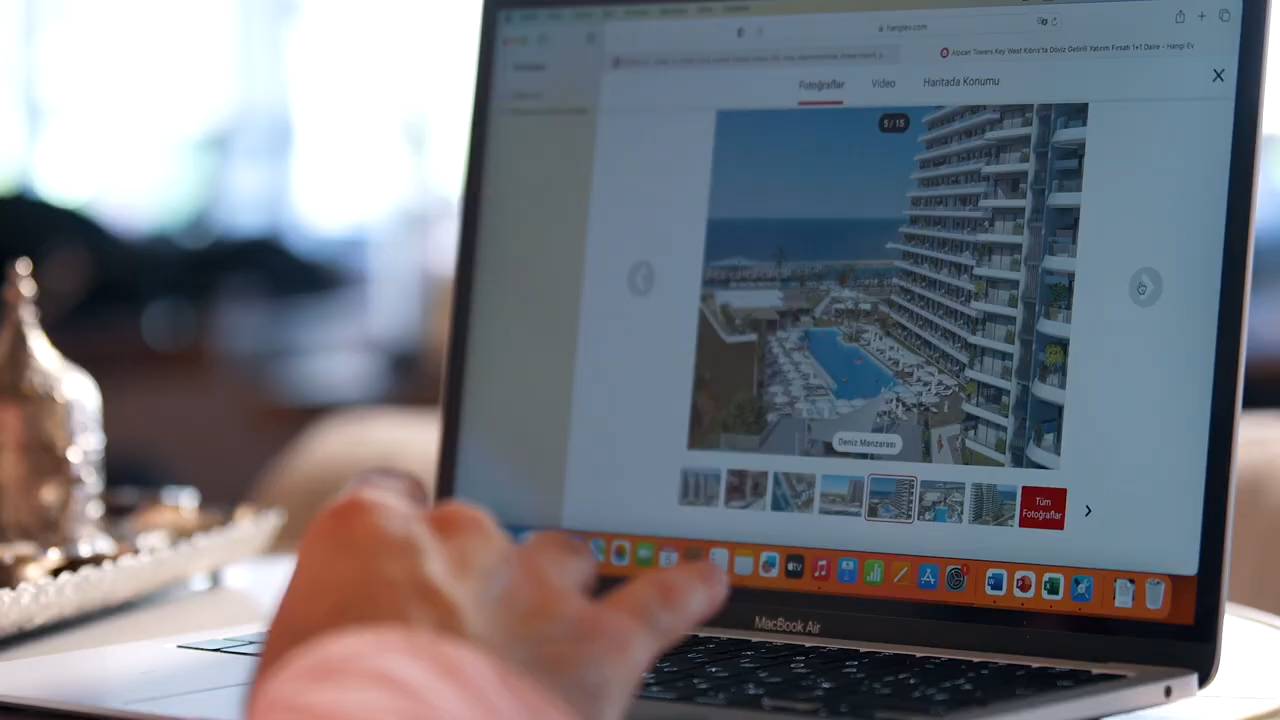 hangiev.com
Alpcan Towers Key West Kıbrıs'ta Döviz Getirili Yatırım Fırsatı 1+1 Daire - Hangi Ev
Fotoğraflar
Video
Haritada Konumu
5 / 15
Deniz Manzarası
Tüm
Fotoğraflar
tv
MacBook Air